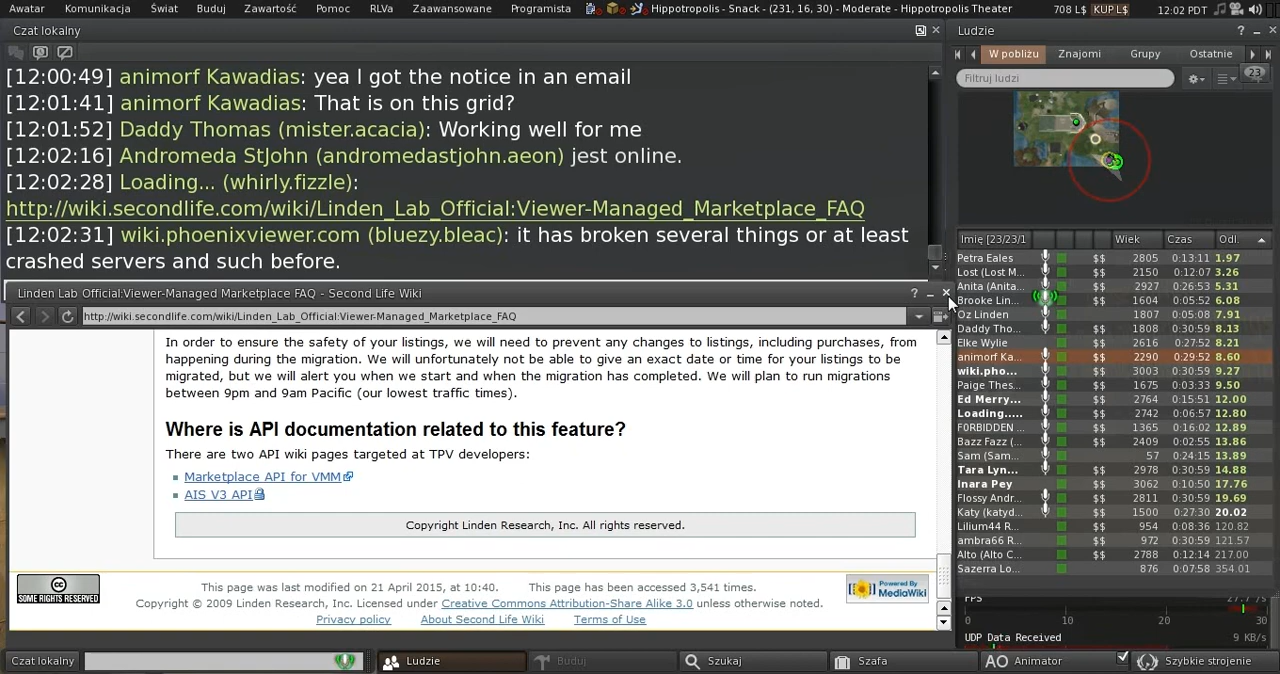 Awatar Komunikacja Świat Buduj Zawartość Pomoc RLVa Zaawansowane Programista Hippotropolis - Snack - (231, 16, 30) - Moderate - Hippotropolis Theater 708 L$ KUP L$ 12:02 PDT
Czat lokalny
[12:00:49] animorf Kawadias: yea I got the notice in an email
[12:01:41] animorf Kawadias: That is on this grid?
[12:01:52] Daddy Thomas (mister.acacia): Working well for me
[12:02:16] Andromeda StJohn (andromedastjohn.aeon) jest online.
[12:02:28] Loading... (whirly.fizzle):
http://wiki.secondlife.com/wiki/Linden_Lab_Official:Viewer-Managed_Marketplace_FAQ
[12:02:31] wiki.phoenixviewer.com (bluezy.bleac): it has broken several things or at least
crashed servers and such before.
Linden Lab Official:Viewer-Managed Marketplace FAQ - Second Life Wiki
http://wiki.secondlife.com/wiki/Linden_Lab_Official:Viewer-Managed_Marketplace_FAQ
In order to ensure the safety of your listings, we will need to prevent any changes to listings, including purchases, from
happening during the migration. We will unfortunately not be able to give an exact date or time for your listings to be
migrated, but we will alert you when we start and when the migration has completed. We will plan to run migrations
between 9pm and 9am Pacific (our lowest traffic times).
Where is API documentation related to this feature?
There are two API wiki pages targeted at TPV developers:
Marketplace API for VMM
AIS V3 API
Copyright Linden Research, Inc. All rights reserved.
SOME RIGHTS RESERVED
This page was last modified on 21 April 2015, at 10:40. This page has been accessed 3,541 times.
Copyright © 2009 Linden Research, Inc. Licensed under Creative Commons Attribution-Share Alike 3.0 unless otherwise noted.
Privacy policy About Second Life Wiki Terms of Use
Powered By
MediaWiki
Ludzie
W pobliżu Znajomi Grupy Ostatnie
Filtruj ludzi 23
Imię [23/23/1 Wiek Czas Odl.
Petra Eales $$ 2805 0:13:11 1.97
Lost (Lost M... $$ 2150 0:12:07 3.26
Anita (Anita... $$ 2927 0:26:53 5.31
Brooke Lin... $$ 1604 0:05:52 6.08
Oz Linden $$ 1807 0:05:08 7.91
Daddy Tho... $$ 1808 0:30:59 8.13
Elke Wylie $$ 2616 0:27:52 8.21
animorf Ka... $$ 2290 0:29:52 8.60
wiki.pho... $$ 3003 0:30:59 9.27
Paige Thes... $$ 1675 0:03:33 9.50
Ed Merry... $$ 2764 0:15:51 12.00
Loading..... $$ 2742 0:06:57 12.80
F0RBIDDEN $$ 1365 0:16:02 12.89
Bazz Fazz ( $$ 2409 0:02:55 13.86
Sam (Sam... 57 0:24:15 13.89
Tara Lyn... $$ 2978 0:30:59 14.88
Inara Pey $$ 3062 0:10:50 17.76
Flossy Andr... $$ 2811 0:30:59 19.69
Katy (katyd... $$ 1500 0:27:30 20.02
Lilium44 R... $$ 954 0:08:36 120.82
ambra66 R... $$ 972 0:30:59 121.57
Alto (Alto C... $$ 2788 0:12:14 217.00
Sazerra Lo... 876 0:07:58 354.01
FPS 27.7 /s
0 10 20 30
UDP Data Received 9 KB/s
Czat lokalny Ludzie Buduj Szukaj Szafa AO Animator Szybkie strojenie